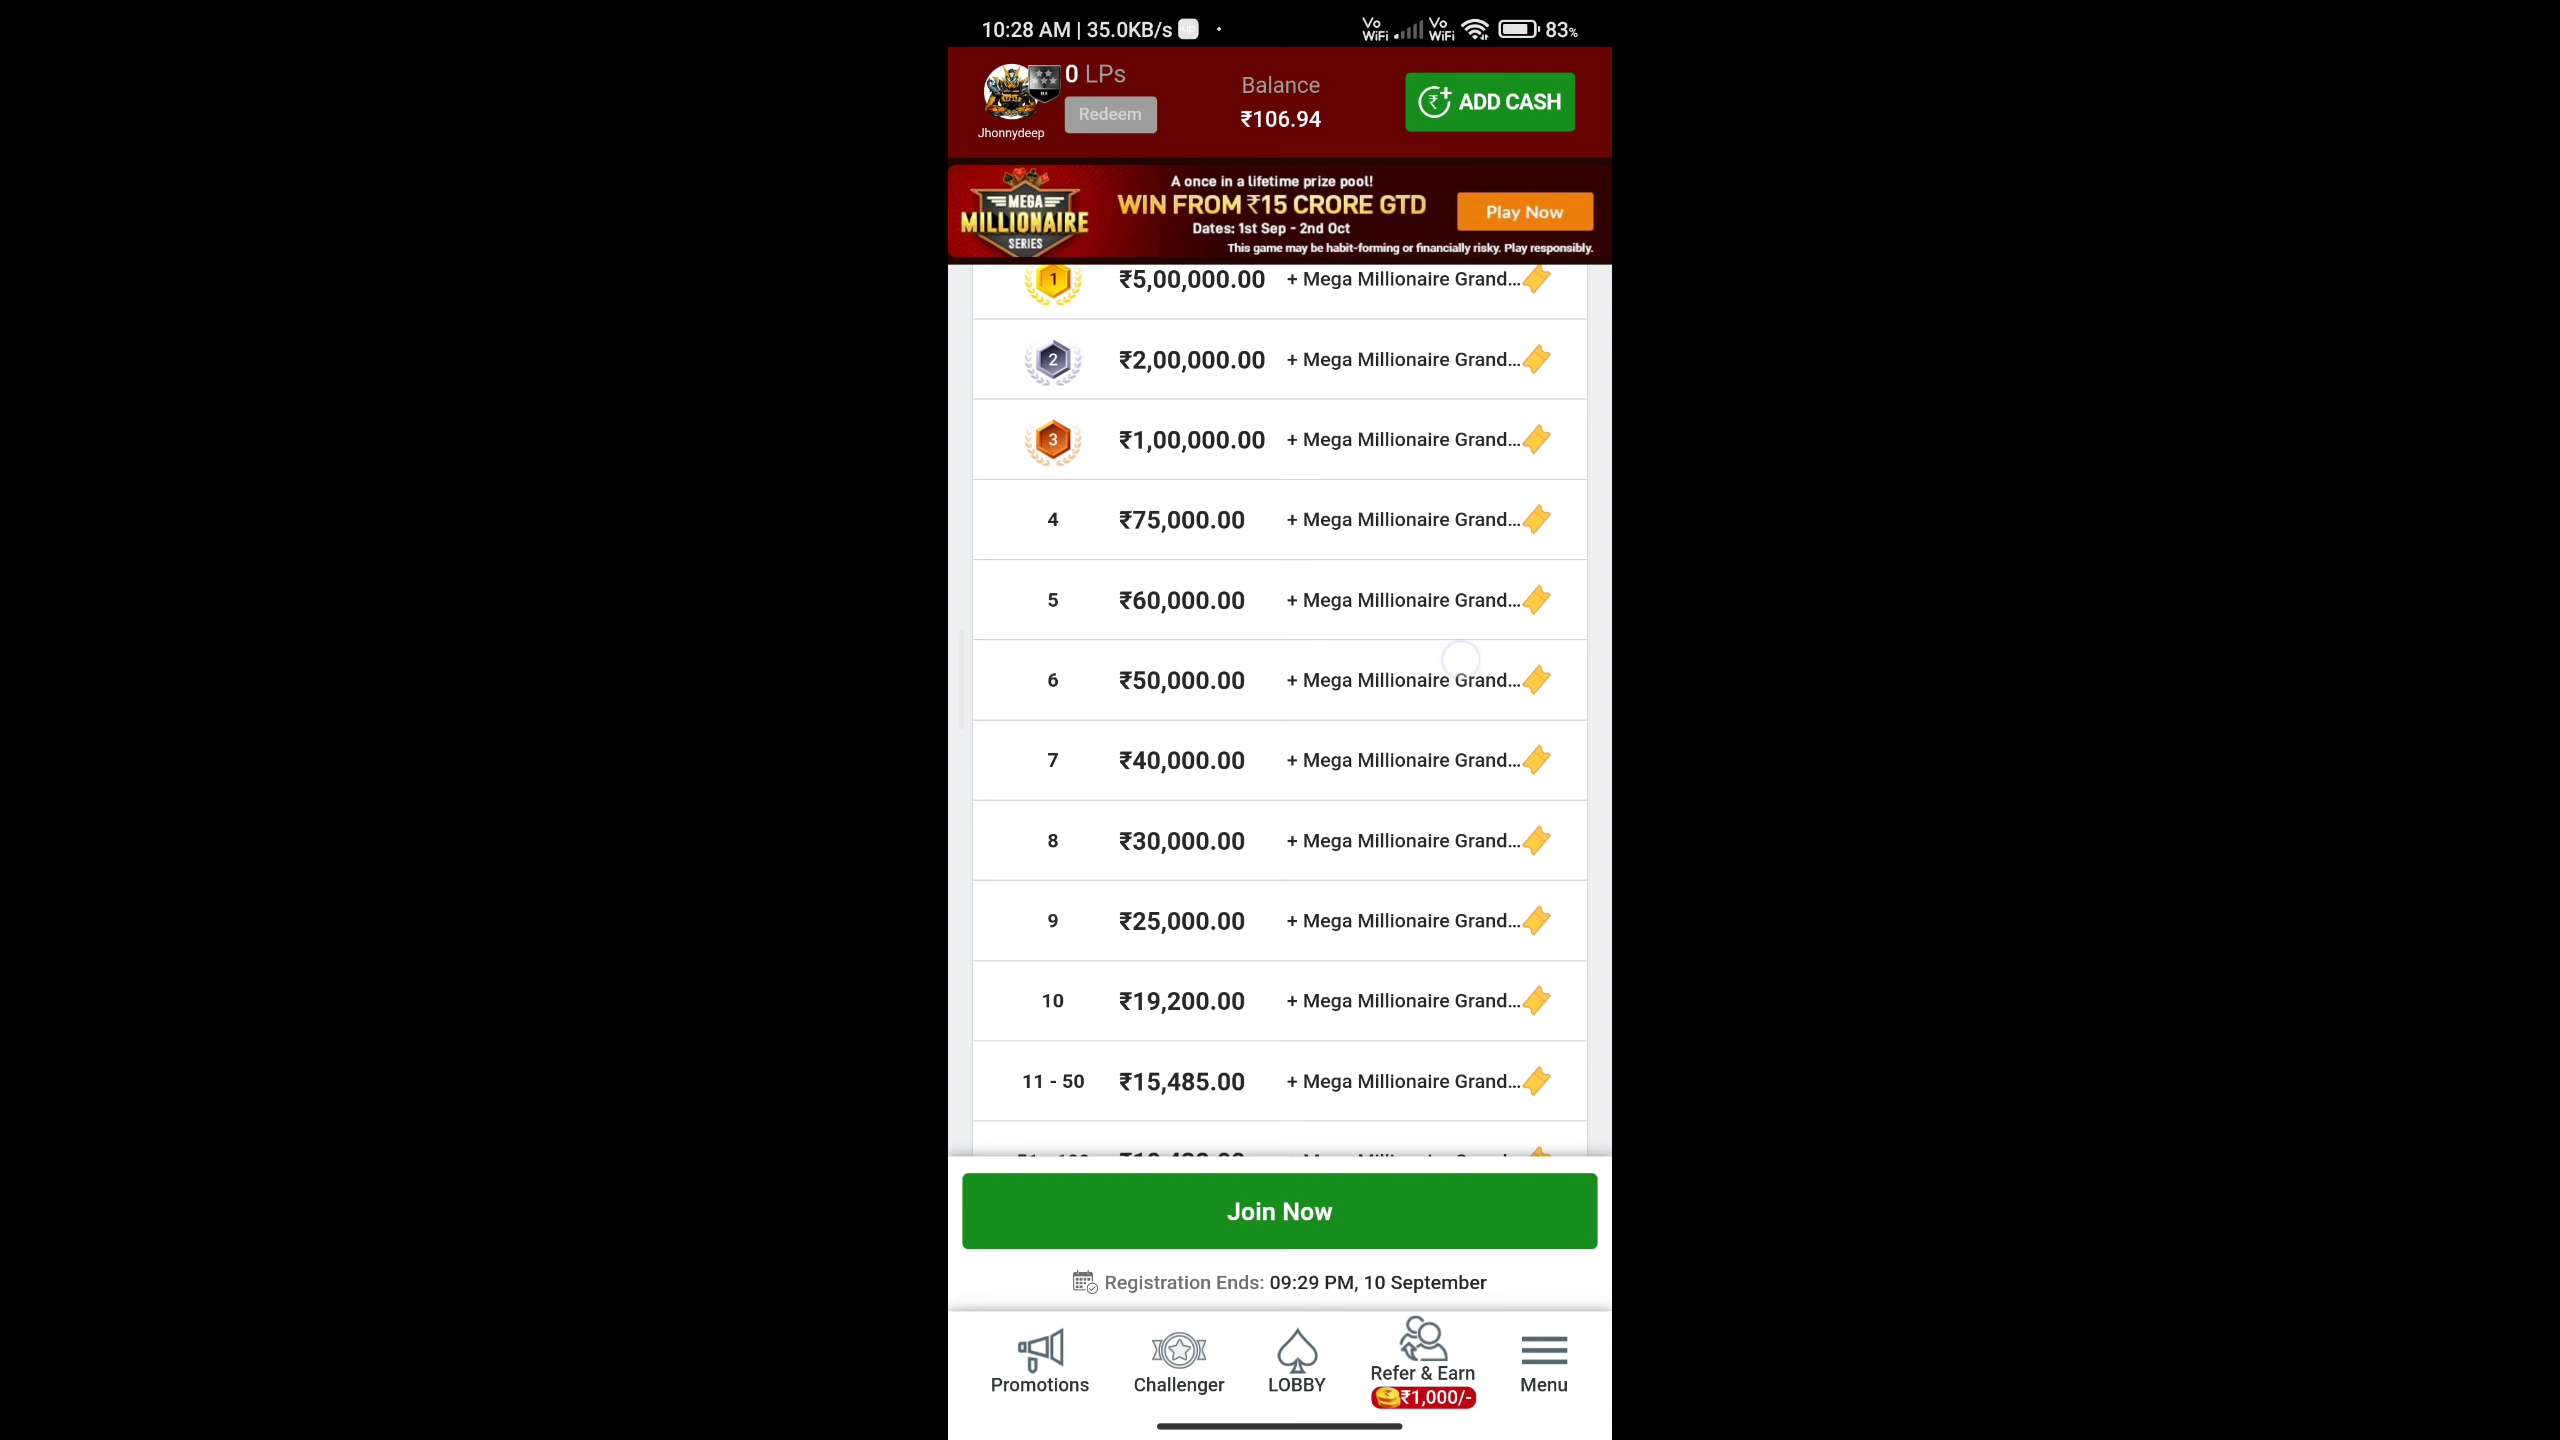 10:28 AM | 35.0KB/s
Vo WiFi
Vo WiFi
83%
0 LPs
Redeem
Jhonnydeep
Balance
₹106.94
ADD CASH
MEGA
MILLIONAIRE
SERIES
A once in a lifetime prize pool!
WIN FROM ₹15 CRORE GTD
Dates: 1st Sep - 2nd Oct
Play Now
This game may be habit-forming or financially risky. Play responsibly.
1 ₹5,00,000.00 + Mega Millionaire Grand...
2 ₹2,00,000.00 + Mega Millionaire Grand...
3 ₹1,00,000.00 + Mega Millionaire Grand...
4 ₹75,000.00 + Mega Millionaire Grand...
5 ₹60,000.00 + Mega Millionaire Grand...
6 ₹50,000.00 + Mega Millionaire Grand...
7 ₹40,000.00 + Mega Millionaire Grand...
8 ₹30,000.00 + Mega Millionaire Grand...
9 ₹25,000.00 + Mega Millionaire Grand...
10 ₹19,200.00 + Mega Millionaire Grand...
11 - 50 ₹15,485.00 + Mega Millionaire Grand...
Join Now
Registration Ends: 09:29 PM, 10 September
Promotions
Challenger
LOBBY
Refer & Earn
₹1,000/-
Menu